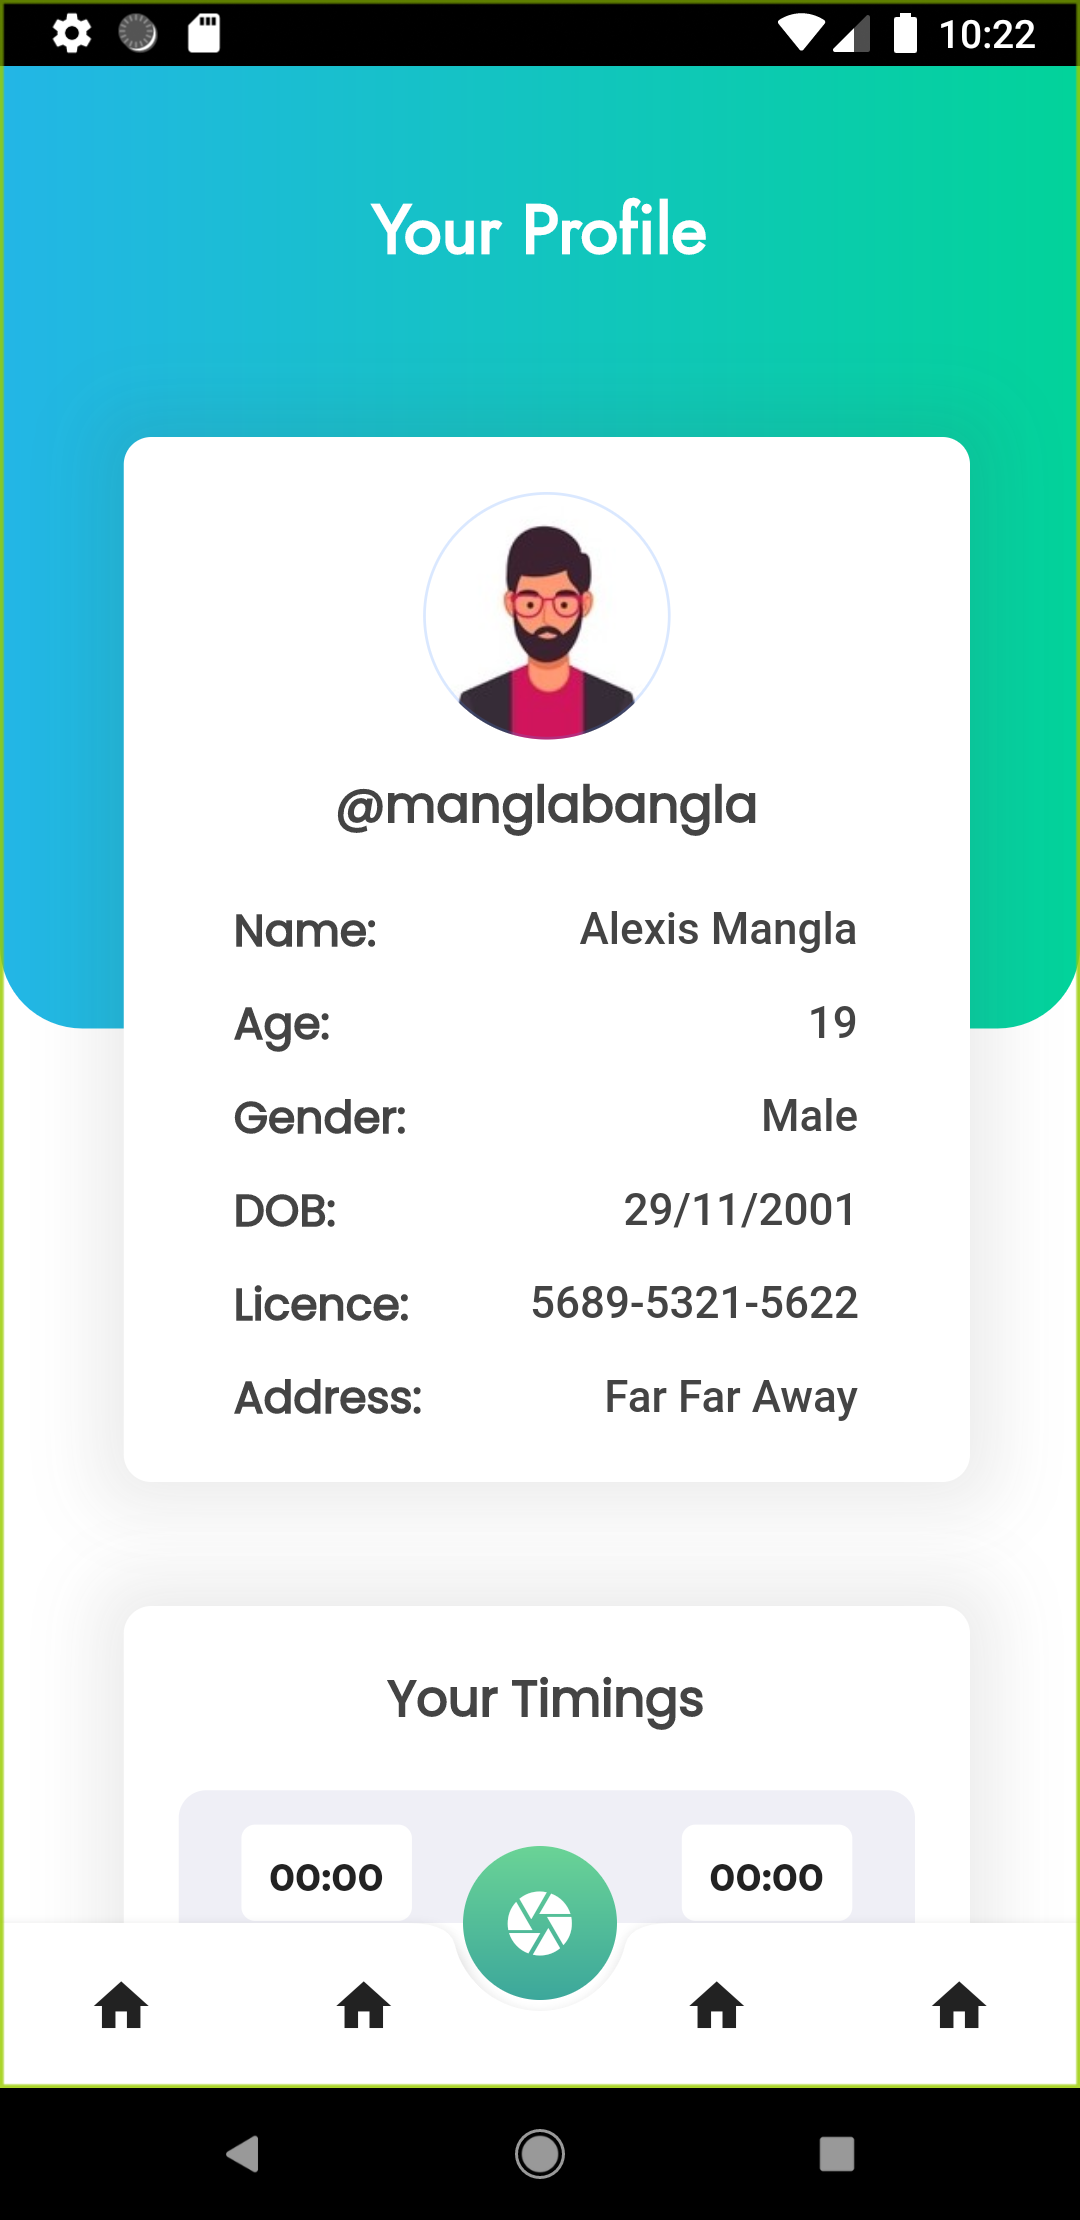 10:22
Your Profile
@manglabangla
Name: Alexis Mangla
Age: 19
Gender: Male
DOB: 29/11/2001
Licence: 5689-5321-5622
Address: Far Far Away
Your Timings
00:00 00:00